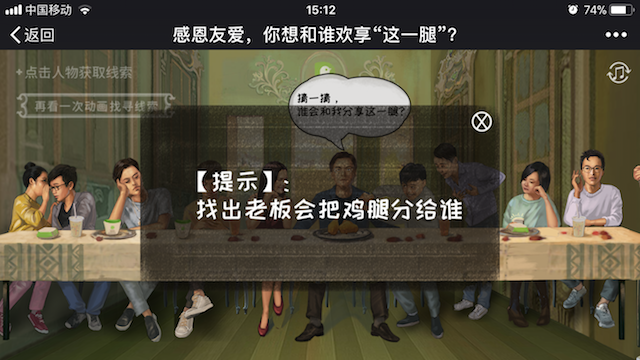 中国移动
15:12
74%
返回
感恩友爱，你想和谁欢享“这一腿”？
+点击人物获取线索
再看一次动画找寻线索
猜一猜，
谁会和我分享这一腿？
【提示】：
找出老板会把鸡腿分给谁